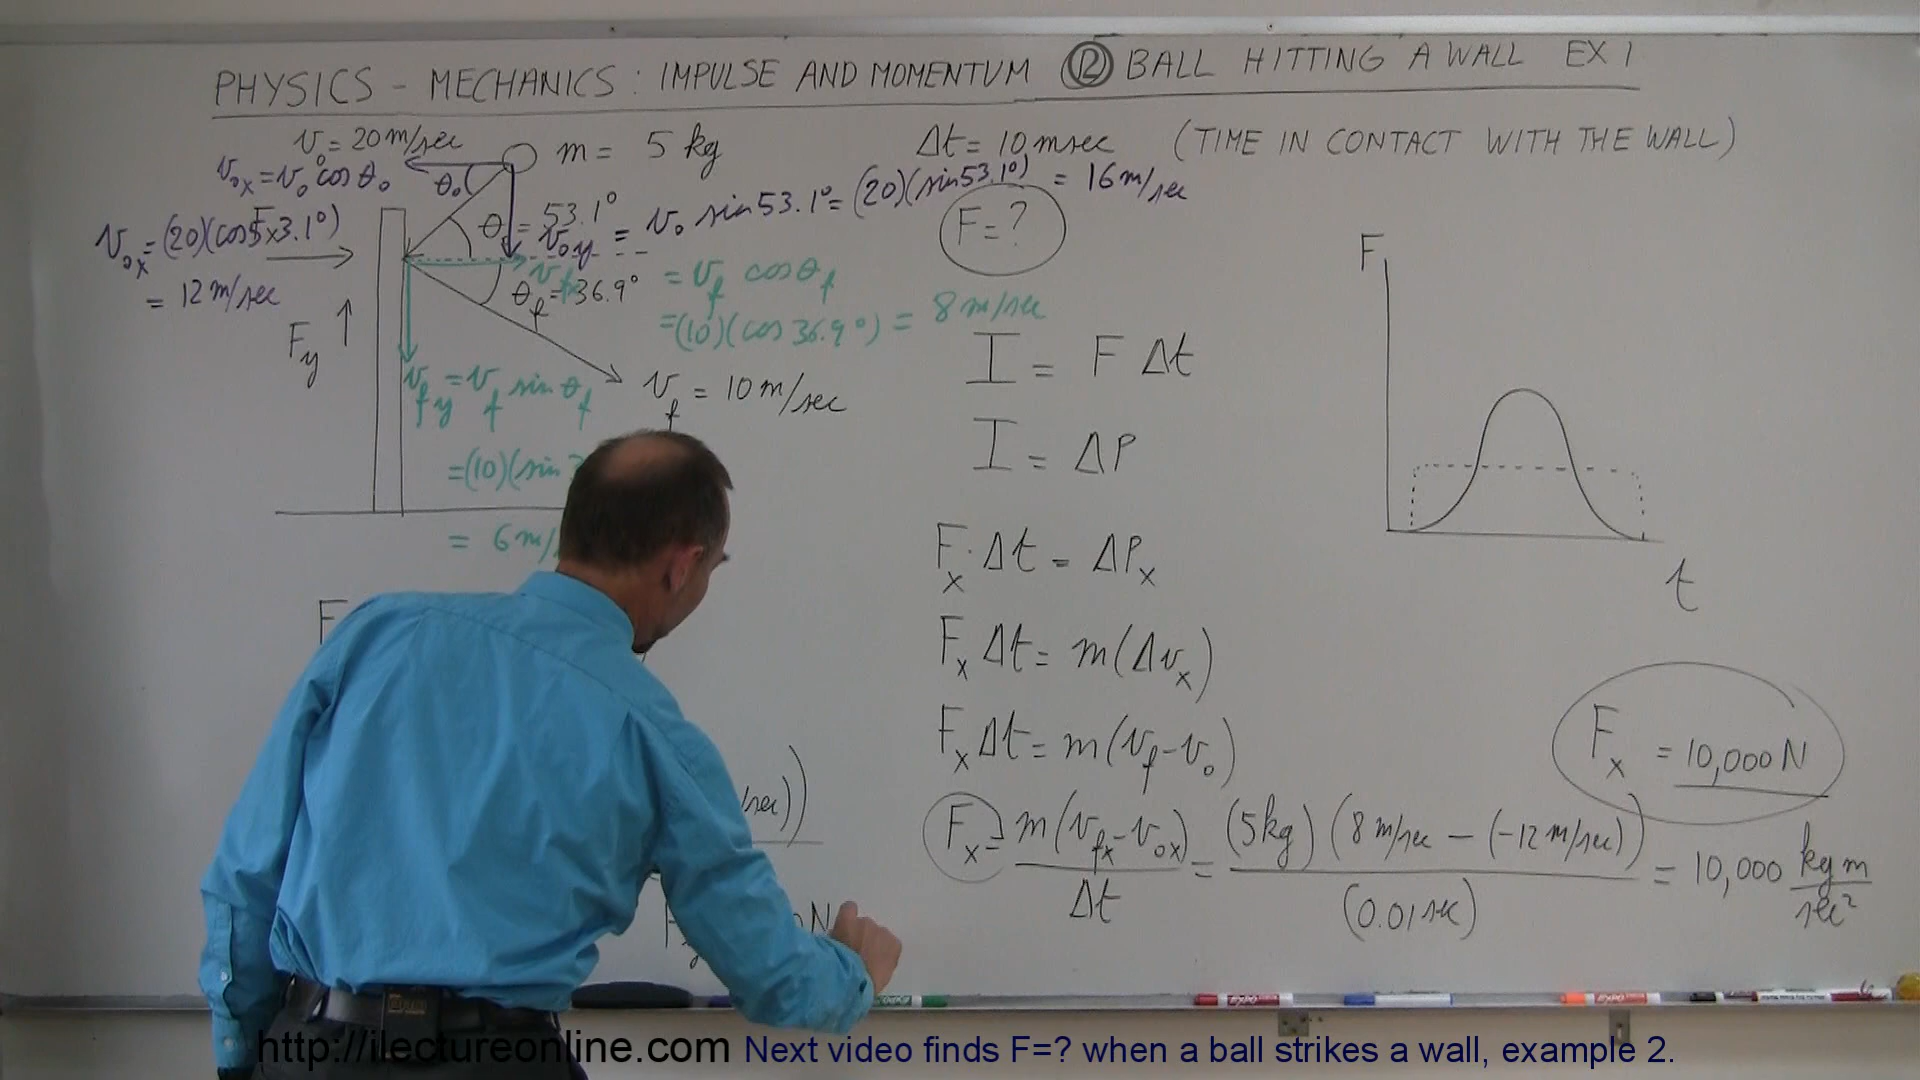 PHYSICS - MECHANICS: IMPULSE AND MOMENTUM ⑫ BALL HITTING A WALL EX 1
v₀ = 20 m/sec
m = 5 kg
Δt = 10 msec (TIME IN CONTACT WITH THE WALL)
v₀ₓ = v₀ cos θ₀
θ₀
θ = 53.1°
v₀y = v₀ sin 53.1° = (20)(sin 53.1°) = 16 m/sec
v₀ₓ = (20)(cos 53.1°)
= 12 m/sec
Fₓ
F = ?
θf = 36.9°
= vf cos θf
= (10)(cos 36.9°) = 8 m/sec
Fy ↑
vfy = vf sin θf
vf = 10 m/sec
= (10)(sin
= 6 m/
F
/sec))
N
I = F Δt
I = ΔP
Fₓ · Δt = ΔPₓ
Fₓ Δt = m(Δvₓ)
Fₓ Δt = m(vf - v₀)
Fₓ = m(vfx - v₀x) / Δt = (5 kg)(8 m/sec - (-12 m/sec)) / (0.01 sec) = 10,000 kg m / sec²
F
t
Fₓ = 10,000 N
http://ilectureonline.com Next video finds F=? when a ball strikes a wall, example 2.